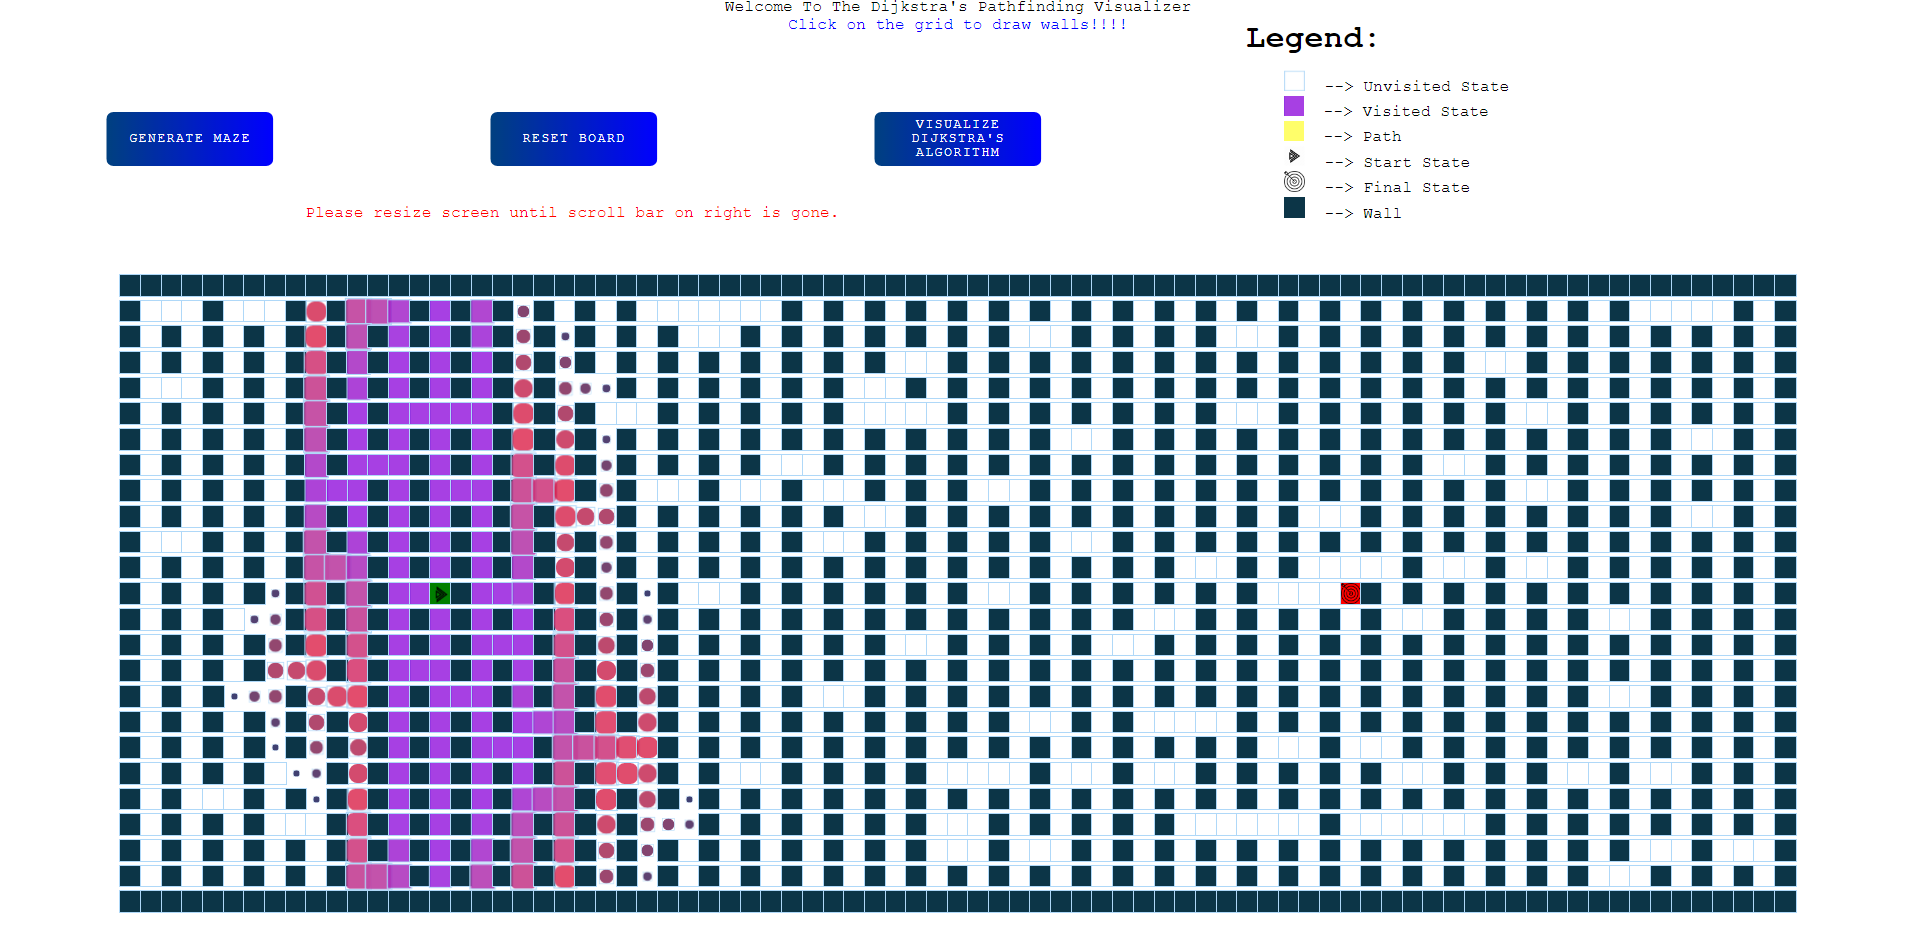 Welcome To The Dijkstra's Pathfinding Visualizer
Click on the grid to draw walls!!!!
Legend:
--> Unvisited State
--> Visited State
--> Path
--> Start State
--> Final State
--> Wall
GENERATE MAZE
RESET BOARD
VISUALIZE
DIJKSTRA'S
ALGORITHM
Please resize screen until scroll bar on right is gone.